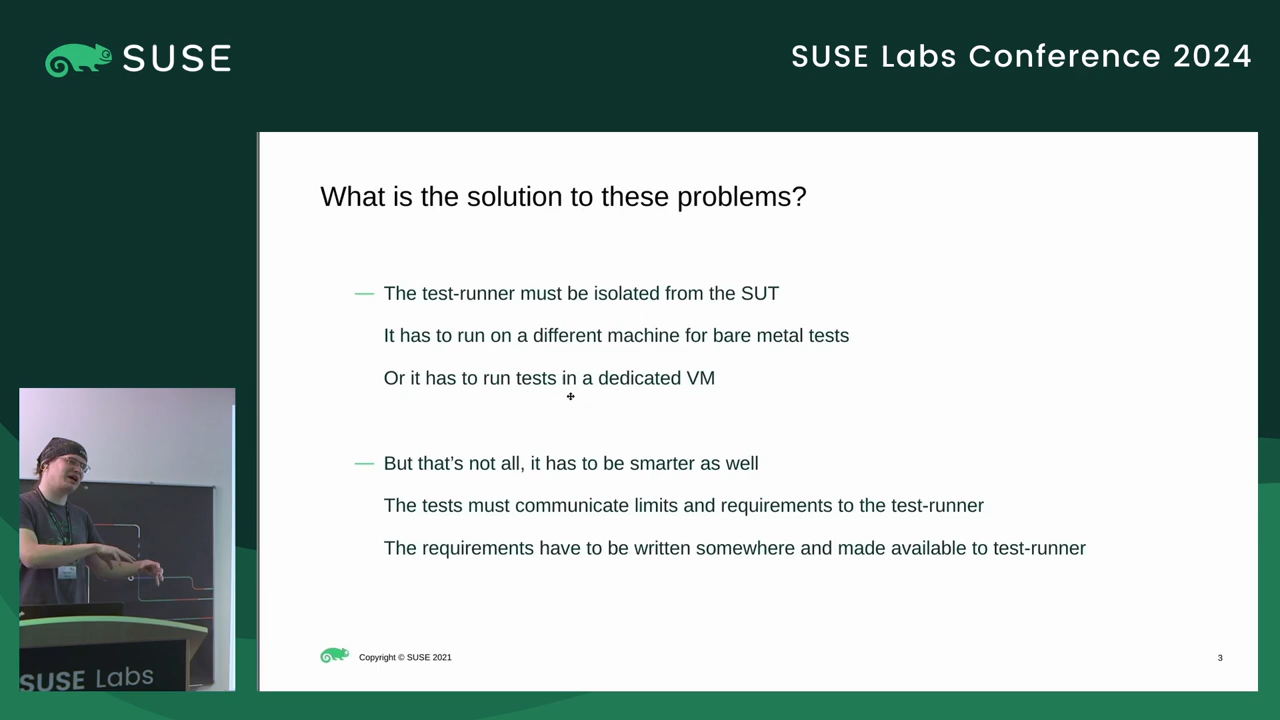 SUSE
SUSE Labs Conference 2024
What is the solution to these problems?
— The test-runner must be isolated from the SUT
It has to run on a different machine for bare metal tests
Or it has to run tests in a dedicated VM
— But that’s not all, it has to be smarter as well
The tests must communicate limits and requirements to the test-runner
The requirements have to be written somewhere and made available to test-runner
Copyright © SUSE 2021
3
SUSE Labs